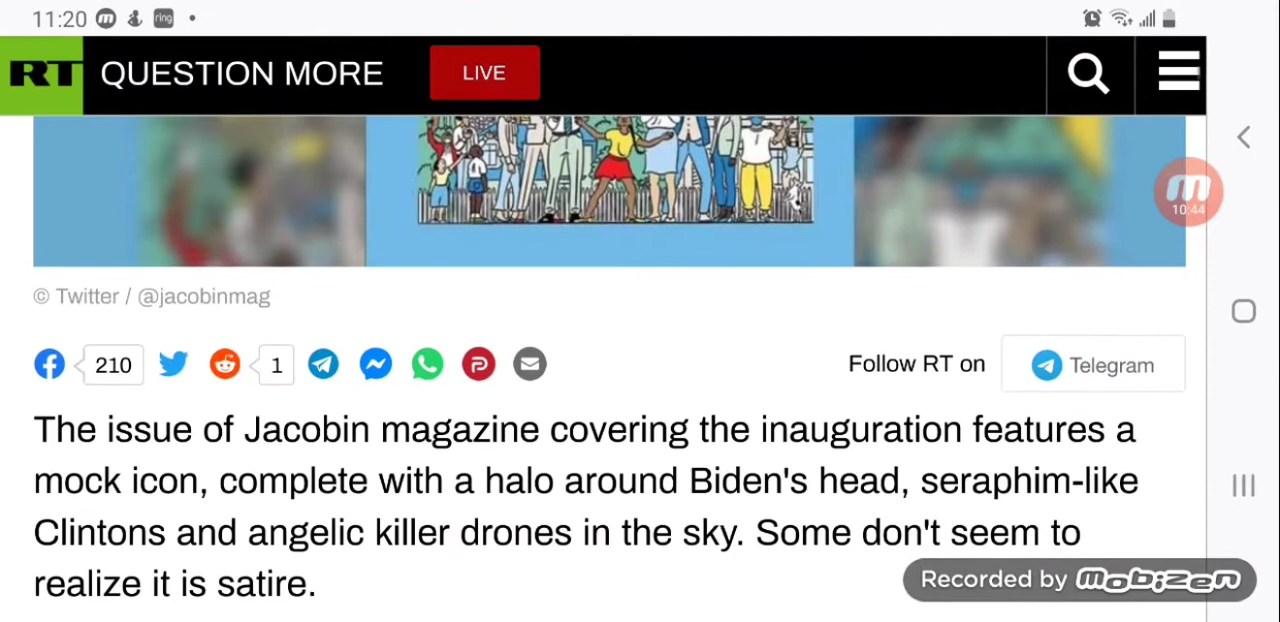 11:20 ring
RT QUESTION MORE LIVE
10:44
© Twitter / @jacobinmag
210 1 Follow RT on Telegram
The issue of Jacobin magazine covering the inauguration features a
mock icon, complete with a halo around Biden's head, seraphim-like
Clintons and angelic killer drones in the sky. Some don't seem to
realize it is satire.
Recorded by mobizen